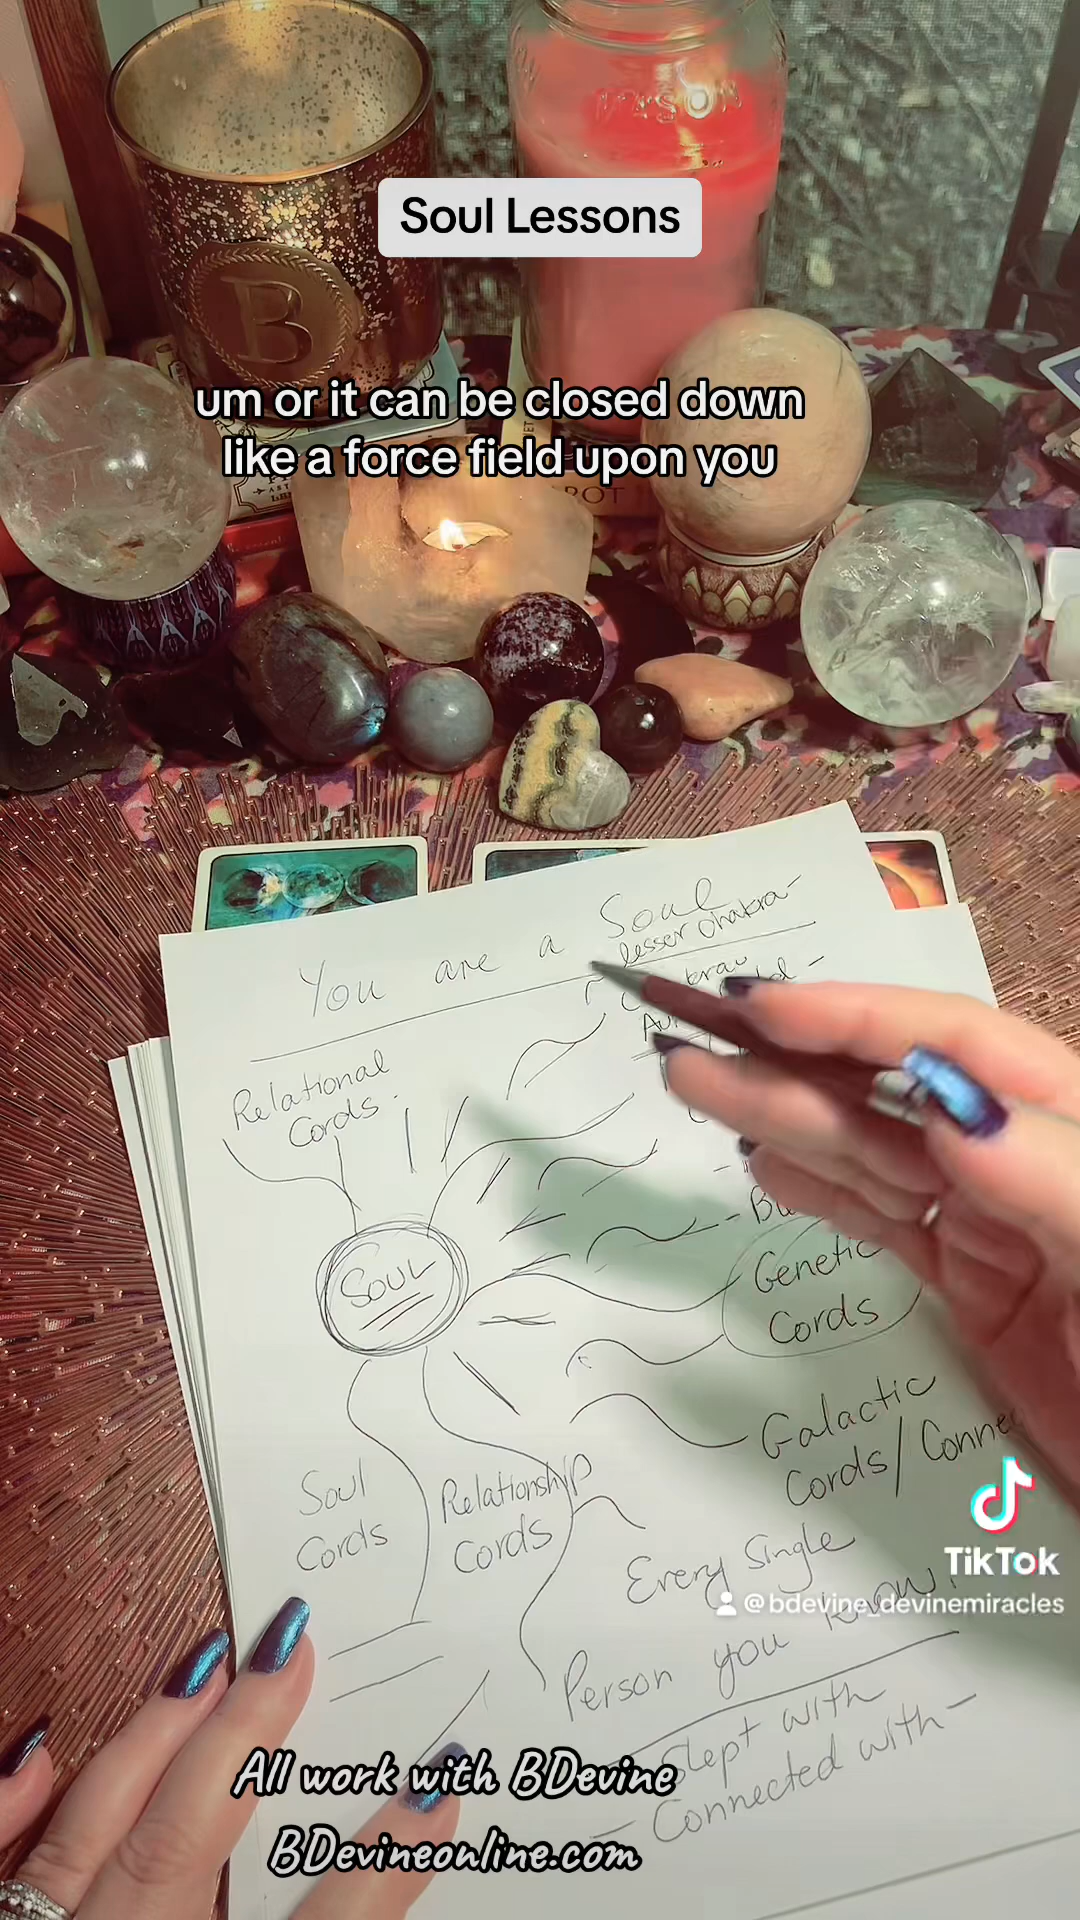 MASON
Soul Lessons
B
um or it can be closed down
like a force field upon you
You are a Soul
lesser Chakra-
Relational
Cords.
SOUL
Genetic
Cords
Galactic
Cords/
Soul
Cords
Relationship
Cords
Every Single
Person you know.
Slept with
- Connected with -
TikTok
@bdevine_devinemiracles
All work with BDevine
BDevineonline.com